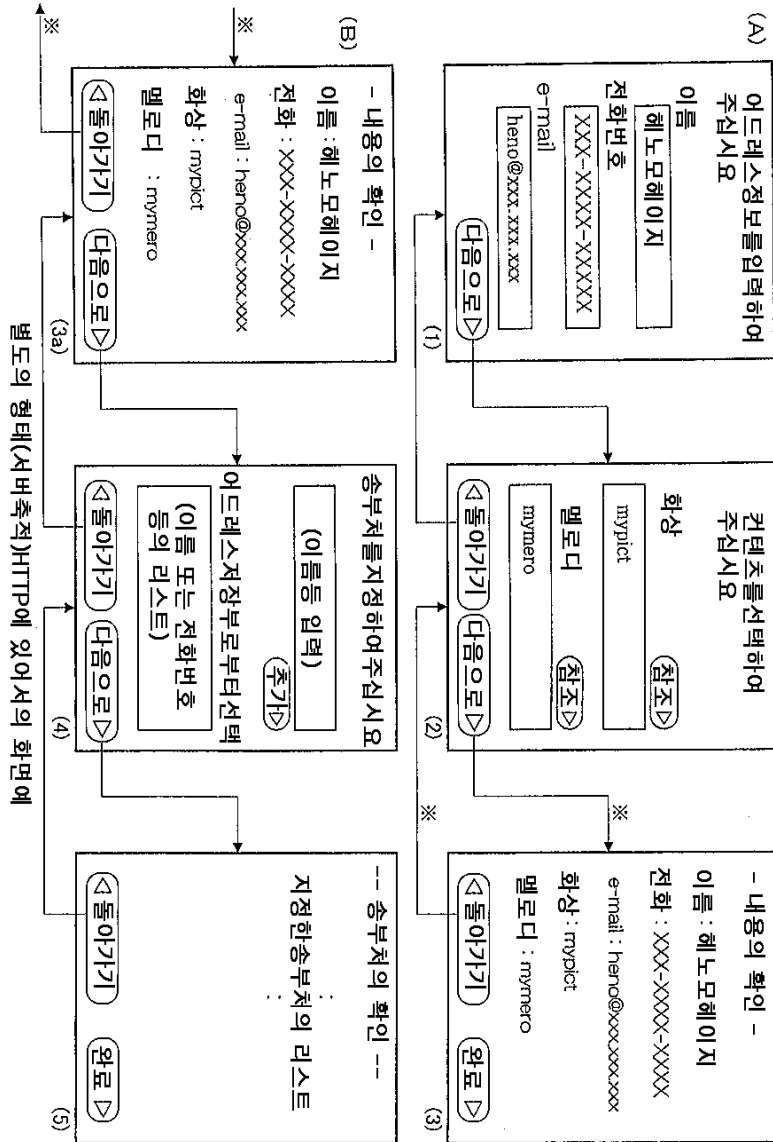 (A)
어드레스정보를입력하여
주십시요
이름
헤노모헤이지
전화번호
XXX-XXXX-XXXXX
e-mail
heno@xxx.xxx.xxx
다음으로 ▷
(1)
컨텐츠를선택하여
주십시요
화상
참조▷
mypict
멜로디
참조▷
mymero
◁ 돌아가기
다음으로 ▷
(2)
※
※
- 내용의 확인 -
이름 : 헤노모헤이지
전화 : XXX-XXXX-XXXX
e-mail : heno@xxx.xxx.xxx
화상 : mypict
멜로디 : mymero
◁ 돌아가기
완료 ▷
(3)
(B)
※
※
- 내용의 확인 -
이름 : 헤노모헤이지
전화 : XXX-XXXX-XXXX
e-mail : heno@xxx.xxx.xxx
화상 : mypict
멜로디 : mymero
◁ 돌아가기
다음으로 ▷
(3a)
송부처를지정하여주십시요
(이름등 입력)
추가▷
어드레스저장부로부터선택
(이름 또는 전화번호
등의 리스트)
◁ 돌아가기
다음으로 ▷
(4)
-- 송부처의 확인 --
지정한송부처의 리스트
:
:
◁ 돌아가기
완료 ▷
(5)
별도의 형태(서버축적)HTTP에 있어서의 화면예